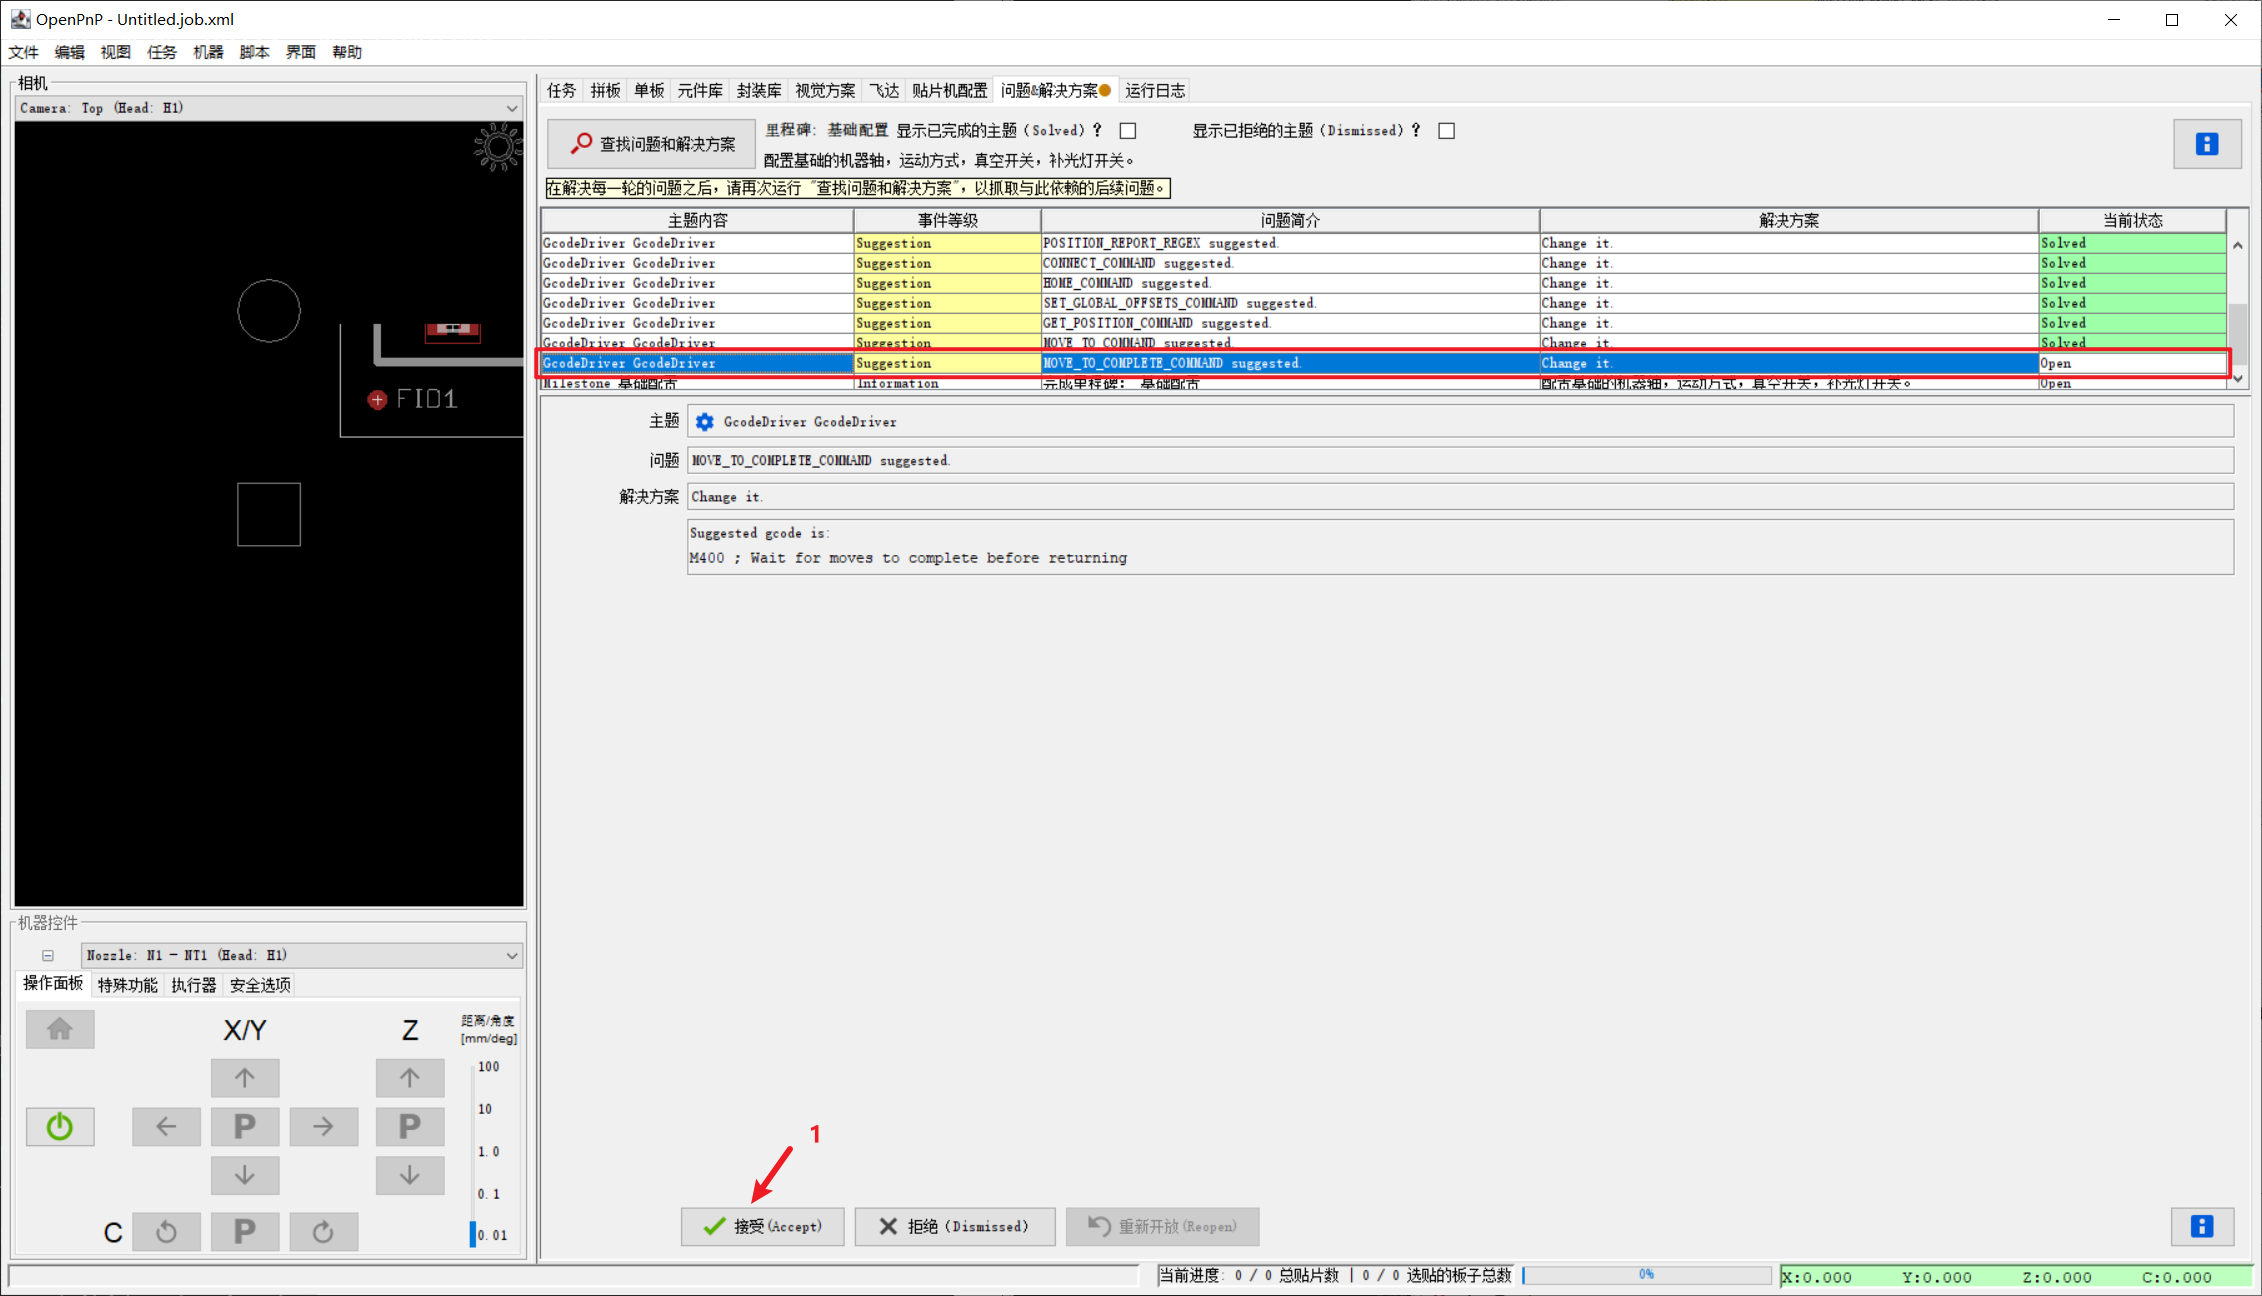 OpenPnP - Untitled.job.xml
文件 编辑 视图 任务 机器 脚本 界面 帮助
相机
Camera: Top (Head: H1)
FID1
任务 拼板 单板 元件库 封装库 视觉方案 飞达 贴片机配置 问题&解决方案 运行日志
查找问题和解决方案
里程碑: 基础配置 显示已完成的主题(Solved)? 显示已拒绝的主题(Dismissed)?
配置基础的机器轴，运动方式，真空开关，补光灯开关。
在解决每一轮的问题之后，请再次运行 "查找问题和解决方案"，以抓取与此依赖的后续问题。
主题内容 事件等级 问题简介 解决方案 当前状态
GcodeDriver GcodeDriver Suggestion POSITION_REPORT_REGEX suggested. Change it. Solved
GcodeDriver GcodeDriver Suggestion CONNECT_COMMAND suggested. Change it. Solved
GcodeDriver GcodeDriver Suggestion HOME_COMMAND suggested. Change it. Solved
GcodeDriver GcodeDriver Suggestion SET_GLOBAL_OFFSETS_COMMAND suggested. Change it. Solved
GcodeDriver GcodeDriver Suggestion GET_POSITION_COMMAND suggested. Change it. Solved
GcodeDriver GcodeDriver Suggestion MOVE_TO_COMMAND suggested. Change it. Solved
GcodeDriver GcodeDriver Suggestion MOVE_TO_COMPLETE_COMMAND suggested. Change it. Open
Milestone 基础配置 Information 完成里程碑: 基础配置 配置基础的机器轴，运动方式，真空开关，补光灯开关。 Open
主题 GcodeDriver GcodeDriver
问题 MOVE_TO_COMPLETE_COMMAND suggested.
解决方案 Change it.
Suggested gcode is:
M400 ; Wait for moves to complete before returning
机器控件
Nozzle: N1 - NT1 (Head: H1)
操作面板 特殊功能 执行器 安全选项
X/Y Z 距离/角度
[mm/deg]
100
10
P P
1.0
0.1
C P 0.01
1
接受(Accept) 拒绝(Dismissed) 重新开放(Reopen)
当前进度: 0 / 0 总贴片数 | 0 / 0 选贴的板子总数 0% X:0.000 Y:0.000 Z:0.000 C:0.000